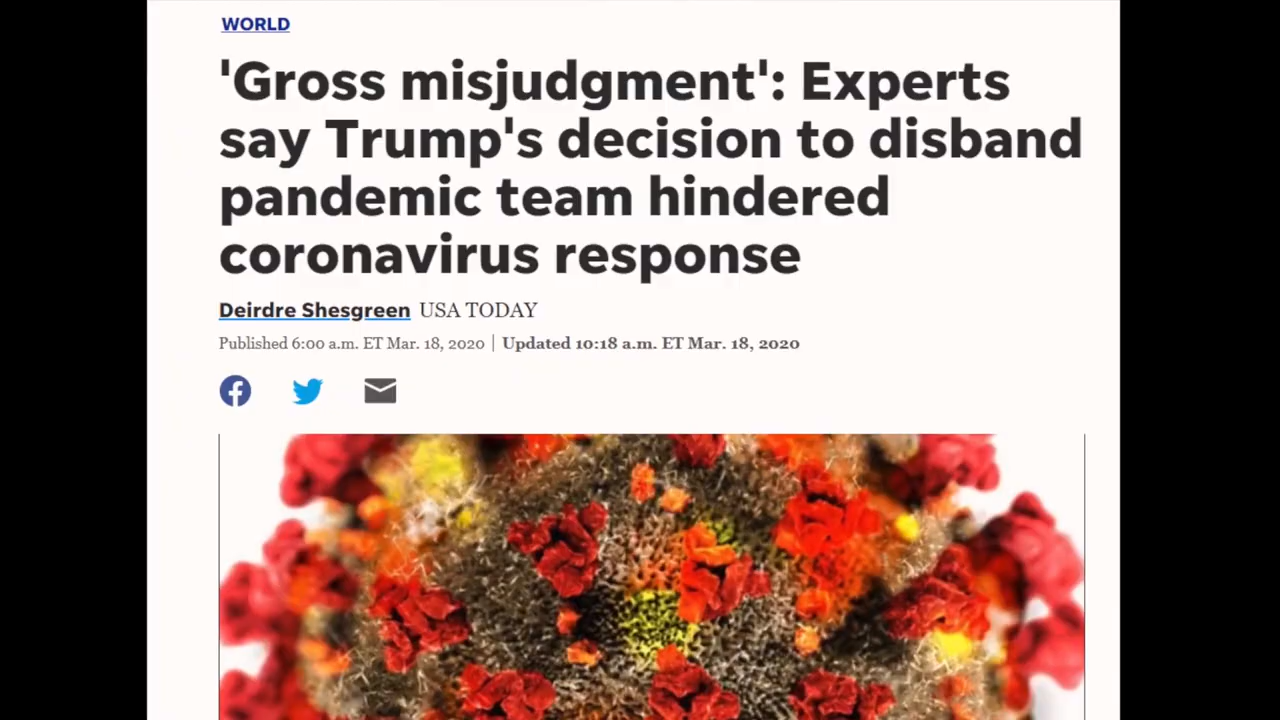 WORLD
'Gross misjudgment': Experts
say Trump's decision to disband
pandemic team hindered
coronavirus response
Deirdre Shesgreen USA TODAY
Published 6:00 a.m. ET Mar. 18, 2020 | Updated 10:18 a.m. ET Mar. 18, 2020